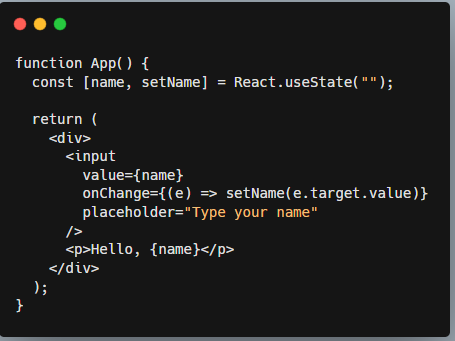 function App() {
  const [name, setName] = React.useState("");

  return (
    <div>
      <input
        value={name}
        onChange={(e) => setName(e.target.value)}
        placeholder="Type your name"
      />
      <p>Hello, {name}</p>
    </div>
  );
}